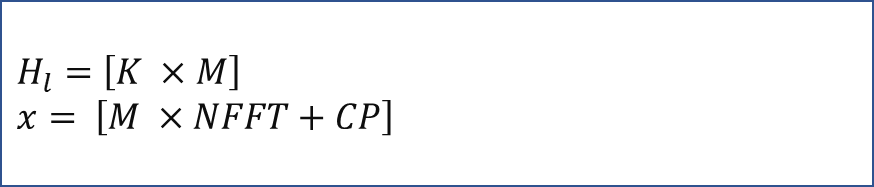 H_l = [K × M]
x = [M × NFFT + CP]